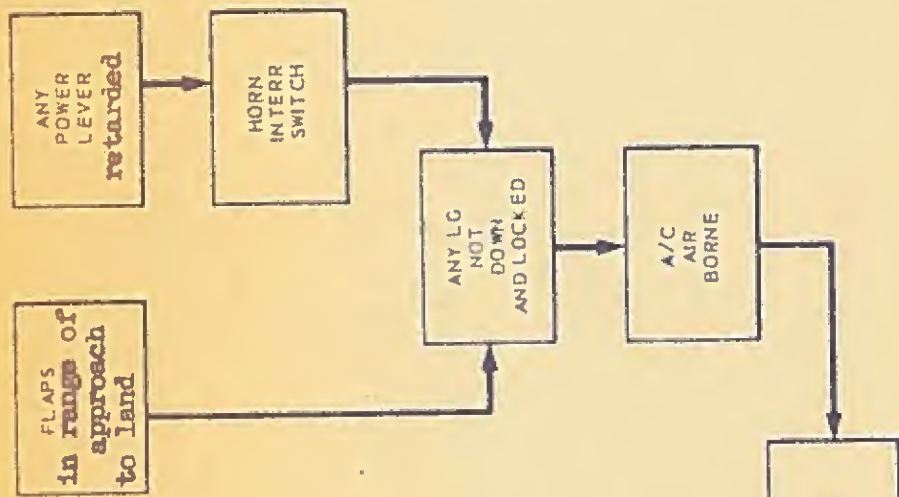 ANY
POWER
LEVER
retarded
HORN
INTERR
SWITCH
FLAPS
in range of
approach
to land
ANY LG
NOT
DOWN
AND LOCKED
A/C
AIR
BORNE